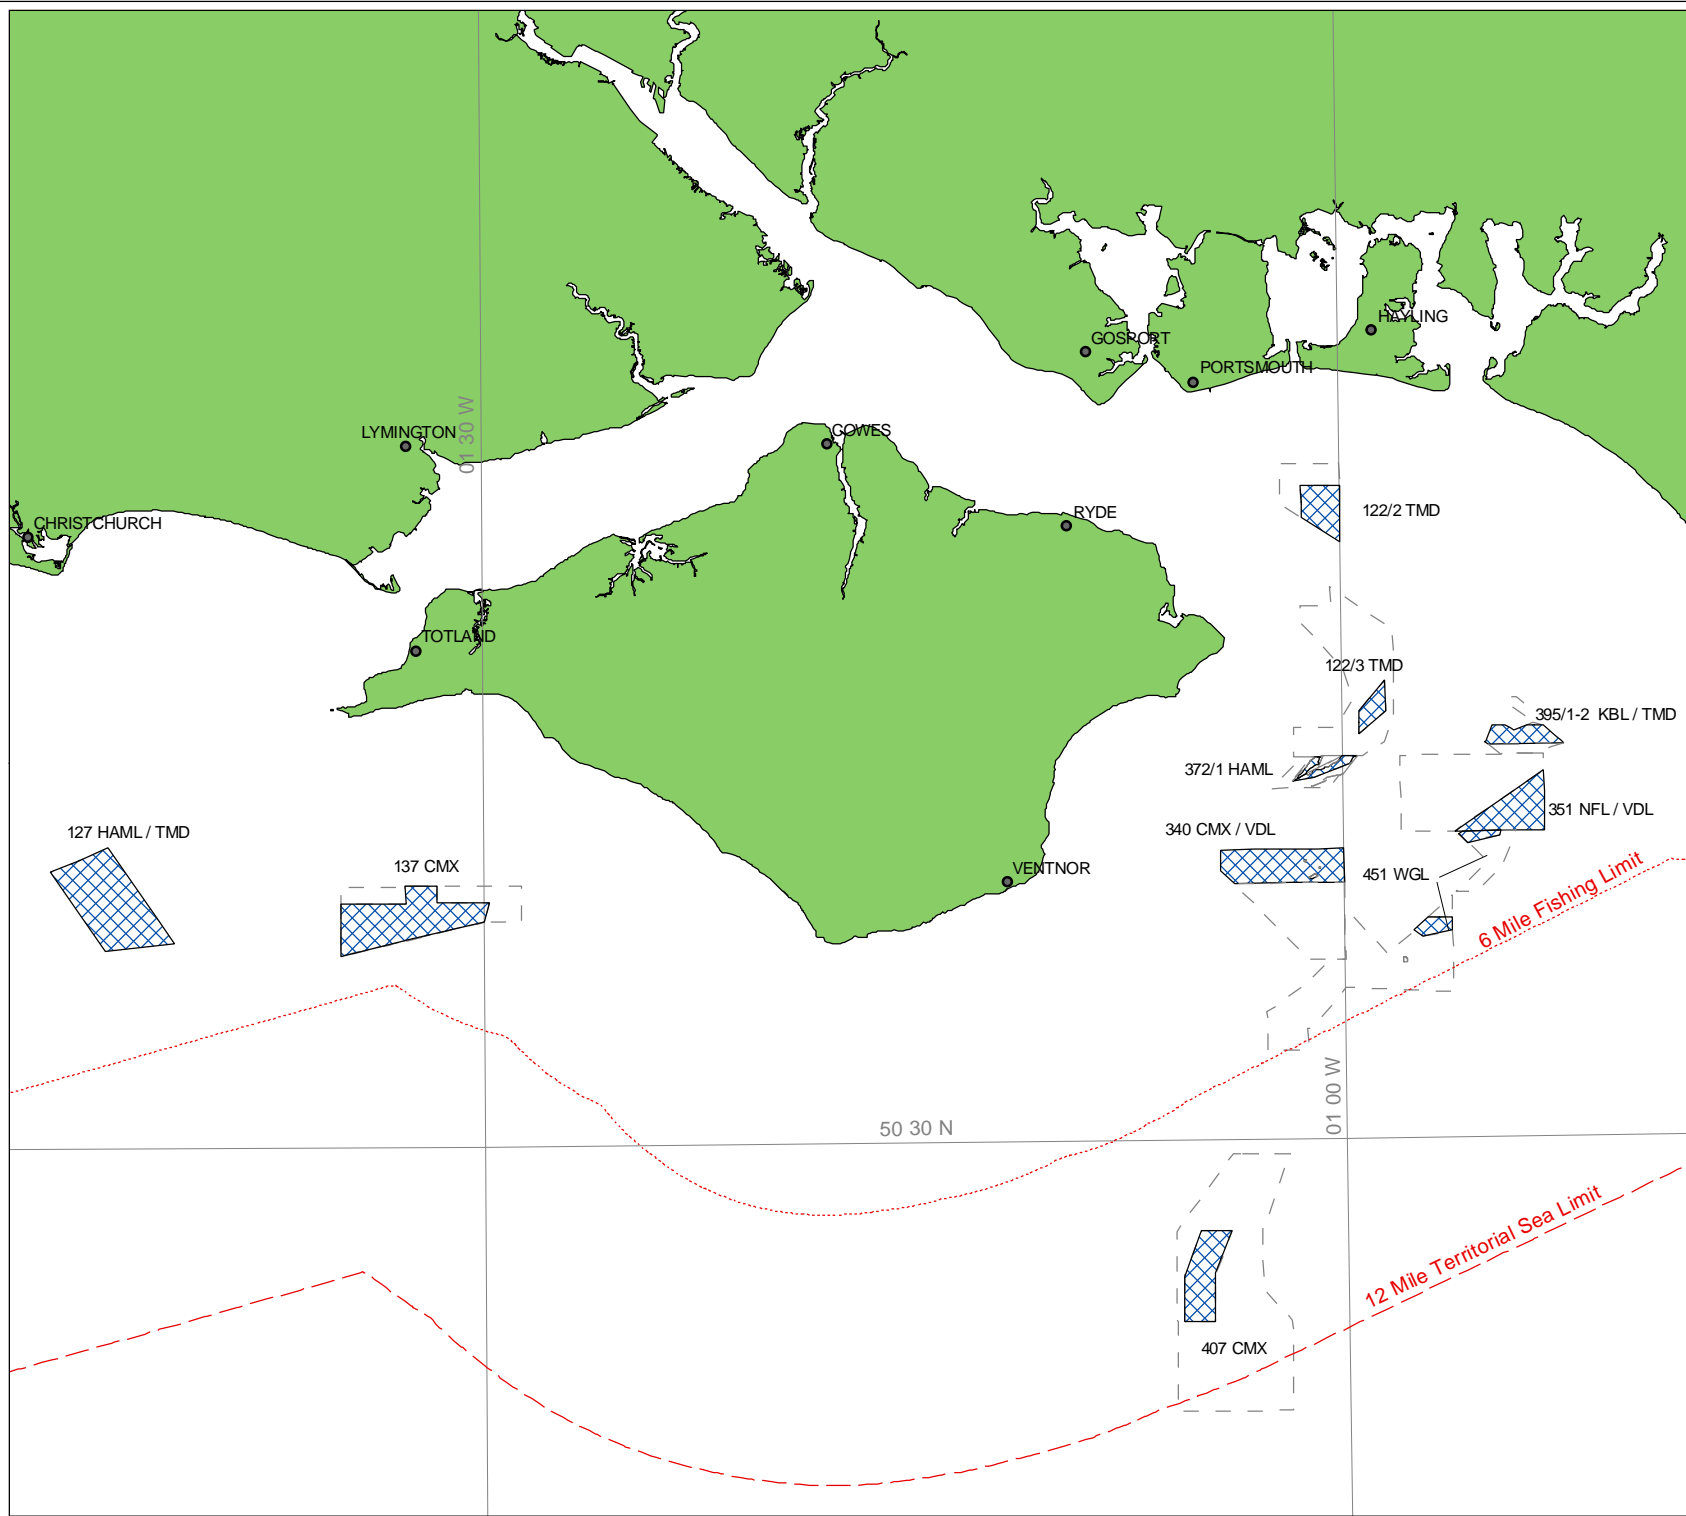 HAYLING
GOSPORT
PORTSMOUTH
01 30 W
LYMINGTON
COWES
CHRISTCHURCH
RYDE
122/2 TMD
TOTLAND
122/3 TMD
395/1-2 KBL / TMD
372/1 HAML
351 NFL / VDL
127 HAML / TMD
340 CMX / VDL
137 CMX
VENTNOR
451 WGL
6 Mile Fishing Limit
01 00 W
50 30 N
12 Mile Territorial Sea Limit
407 CMX